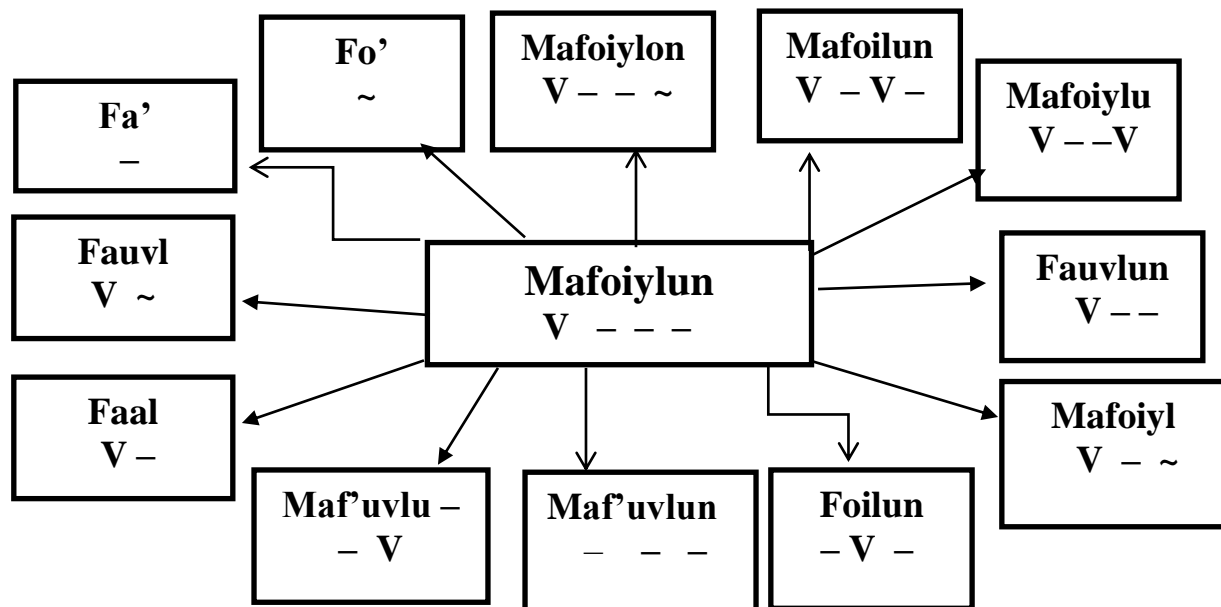 Fo’
~
Mafoiylon
V – – ~
Mafoilun
V – V –
Mafoiylu
V – –V
Fa’
–
Fauvl
V ~
Mafoiylun
V – – –
Fauvlun
V – –
Faal
V –
Mafoiyl
V – ~
Maf’uvlu –
– V
Maf’uvlun
– – –
Foilun
– V –